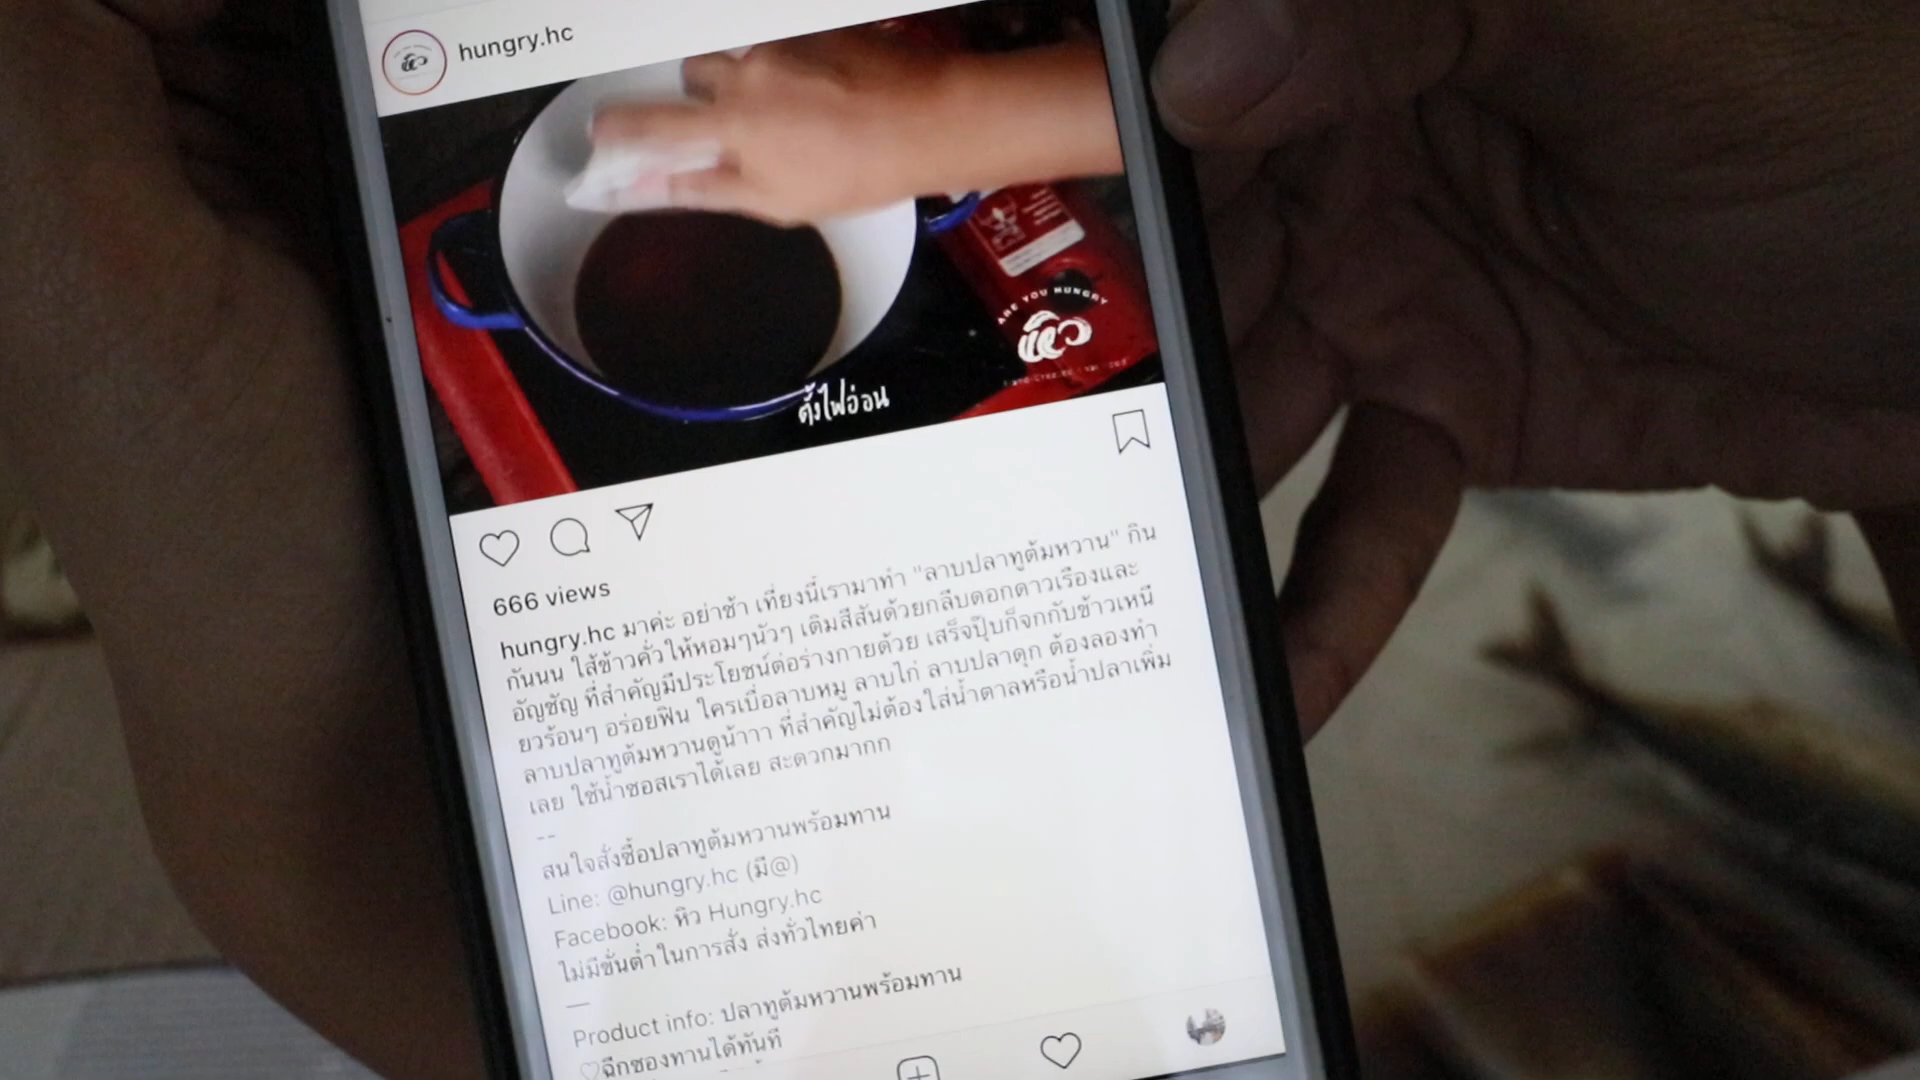 hungry.hc
ARE YOU HUNGRY
หิว
ตั้งไฟอ่อน
666 views
hungry.hc มาค่ะ อย่าช้า เที่ยงนี้เรามาทำ "ลาบปลาทูต้มหวาน" กิน
กันนน ใส้ข้าวคั่วให้หอมๆนัวๆ เติมสีสันด้วยกลีบดอกดาวเรืองและ
อัญชัญ ที่สำคัญมีประโยชน์ต่อร่างกายด้วย เสร็จปุ๊บก็จกกับข้าวเหนี
ยวร้อนๆ อร่อยฟิน ใครเบื่อลาบหมู ลาบไก่ ลาบปลาดุก ต้องลองทำ
ลาบปลาทูต้มหวานดูน้าาา ที่สำคัญไม่ต้องใส่น้ำตาลหรือน้ำปลาเพิ่ม
เลย ใช้น้ำซอสเราได้เลย สะดวกมากก
--
สนใจสั่งซื้อปลาทูต้มหวานพร้อมทาน
Line: @hungry.hc (มี@)
Facebook: หิว Hungry.hc
ไม่มีขั่นต่ำในการสั่ง ส่งทั่วไทยค่า
—
Product info: ปลาทูต้มหวานพร้อมทาน
♡ฉีกซองทานได้ทันที